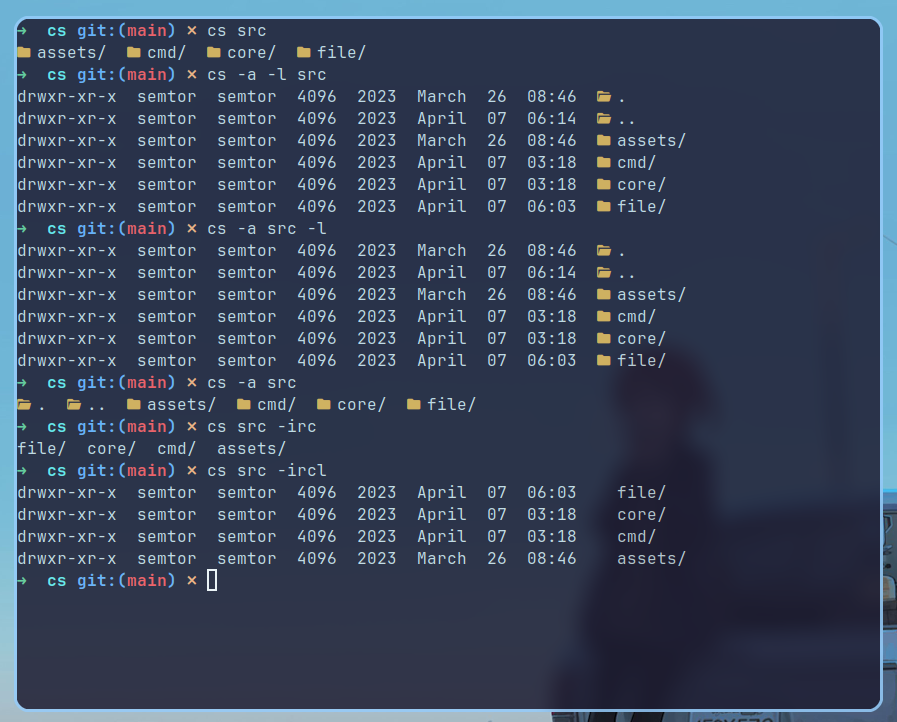 ➜ cs git:(main) ✗ cs src
assets/ cmd/ core/ file/
➜ cs git:(main) ✗ cs -a -l src
drwxr-xr-x semtor semtor 4096 2023 March 26 08:46 .
drwxr-xr-x semtor semtor 4096 2023 April 07 06:14 ..
drwxr-xr-x semtor semtor 4096 2023 March 26 08:46 assets/
drwxr-xr-x semtor semtor 4096 2023 April 07 03:18 cmd/
drwxr-xr-x semtor semtor 4096 2023 April 07 03:18 core/
drwxr-xr-x semtor semtor 4096 2023 April 07 06:03 file/
➜ cs git:(main) ✗ cs -a src -l
drwxr-xr-x semtor semtor 4096 2023 March 26 08:46 .
drwxr-xr-x semtor semtor 4096 2023 April 07 06:14 ..
drwxr-xr-x semtor semtor 4096 2023 March 26 08:46 assets/
drwxr-xr-x semtor semtor 4096 2023 April 07 03:18 cmd/
drwxr-xr-x semtor semtor 4096 2023 April 07 03:18 core/
drwxr-xr-x semtor semtor 4096 2023 April 07 06:03 file/
➜ cs git:(main) ✗ cs -a src
. .. assets/ cmd/ core/ file/
➜ cs git:(main) ✗ cs src -irc
file/ core/ cmd/ assets/
➜ cs git:(main) ✗ cs src -ircl
drwxr-xr-x semtor semtor 4096 2023 April 07 06:03 file/
drwxr-xr-x semtor semtor 4096 2023 April 07 03:18 core/
drwxr-xr-x semtor semtor 4096 2023 April 07 03:18 cmd/
drwxr-xr-x semtor semtor 4096 2023 March 26 08:46 assets/
➜ cs git:(main) ✗